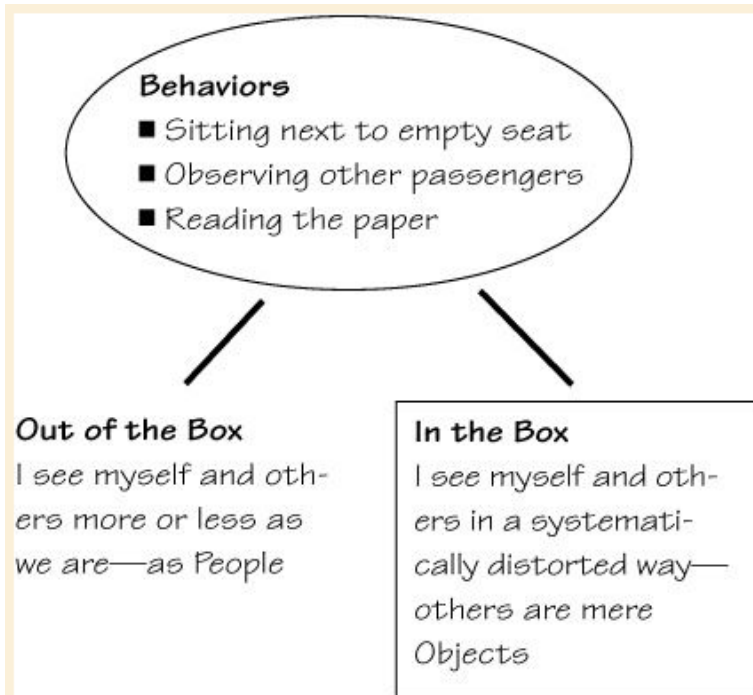 Behaviors
■ Sitting next to empty seat
■ Observing other passengers
■ Reading the paper
Out of the Box
I see myself and oth-
ers more or less as
we are—as People
In the Box
I see myself and oth-
ers in a systemati-
cally distorted way—
others are mere
Objects